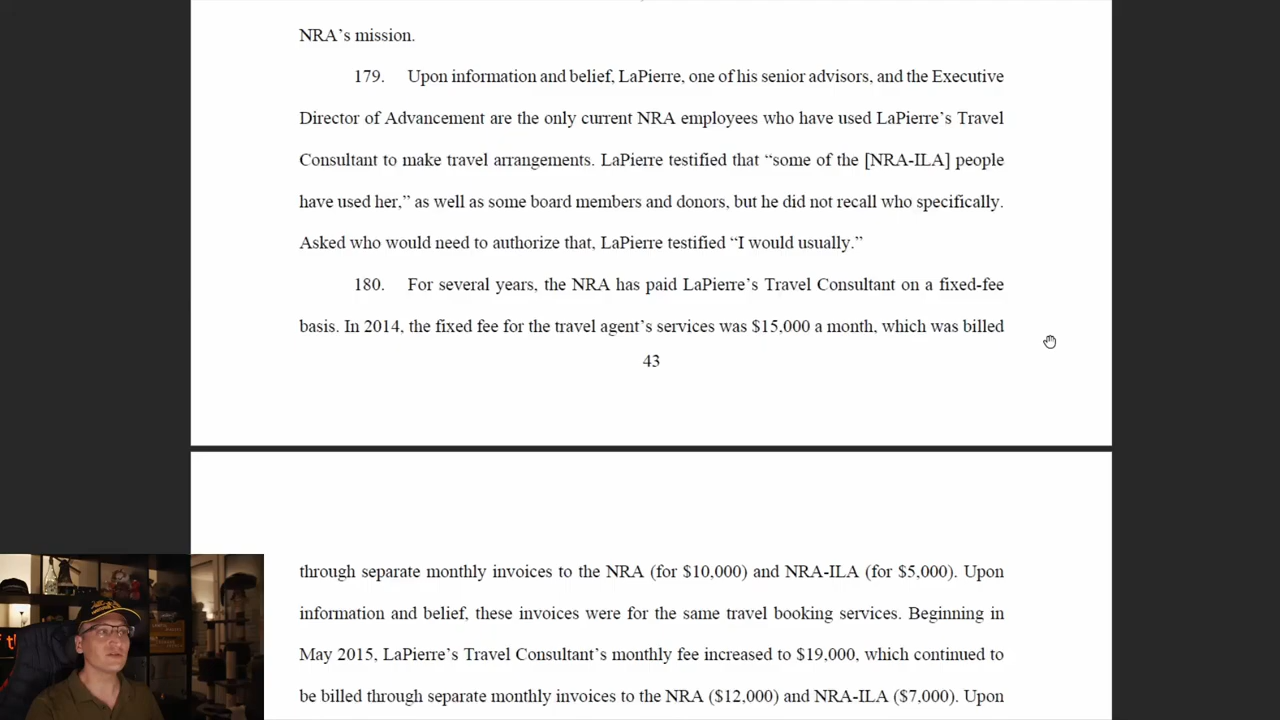 NRA’s mission.
179. Upon information and belief, LaPierre, one of his senior advisors, and the Executive
Director of Advancement are the only current NRA employees who have used LaPierre’s Travel
Consultant to make travel arrangements. LaPierre testified that “some of the [NRA-ILA] people
have used her,” as well as some board members and donors, but he did not recall who specifically.
Asked who would need to authorize that, LaPierre testified “I would usually.”
180. For several years, the NRA has paid LaPierre’s Travel Consultant on a fixed-fee
basis. In 2014, the fixed fee for the travel agent’s services was $15,000 a month, which was billed
43
through separate monthly invoices to the NRA (for $10,000) and NRA-ILA (for $5,000). Upon
information and belief, these invoices were for the same travel booking services. Beginning in
May 2015, LaPierre’s Travel Consultant’s monthly fee increased to $19,000, which continued to
be billed through separate monthly invoices to the NRA ($12,000) and NRA-ILA ($7,000). Upon